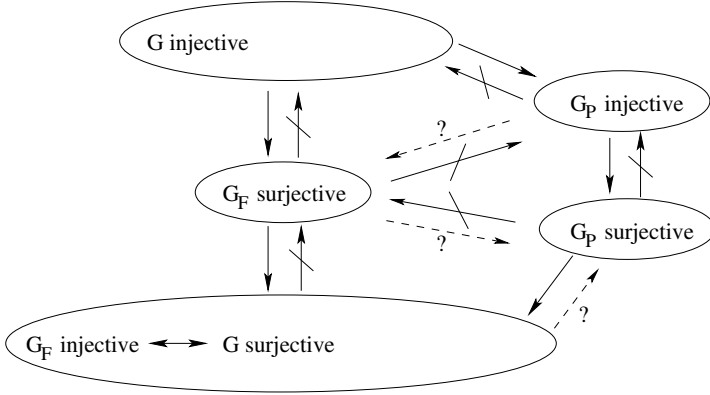 G injective
G_P injective
?
G_F surjective
G_P surjective
?
?
G_F injective
G surjective